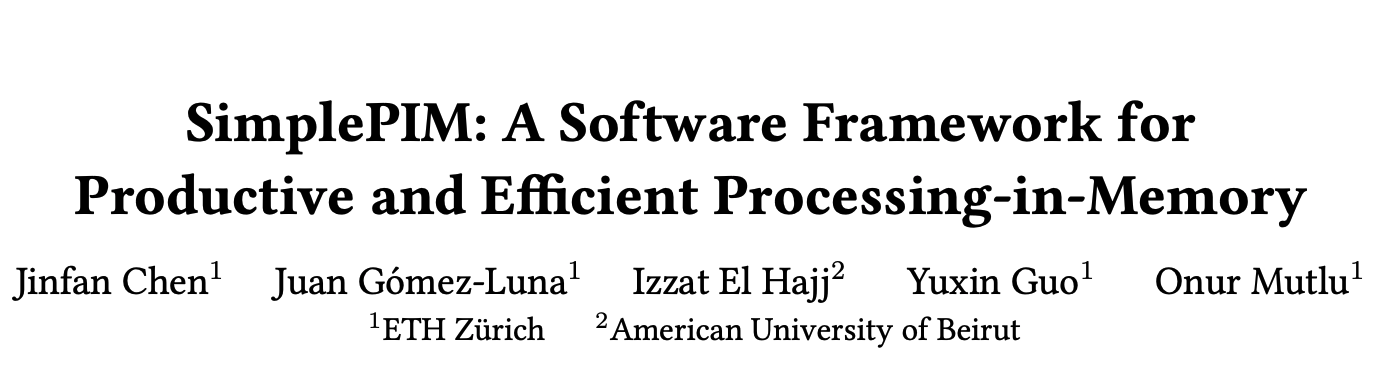 SimplePIM: A Software Framework for
Productive and Efficient Processing-in-Memory
Jinfan Chen¹ Juan Gómez-Luna¹ Izzat El Hajj² Yuxin Guo¹ Onur Mutlu¹
¹ETH Zürich ²American University of Beirut